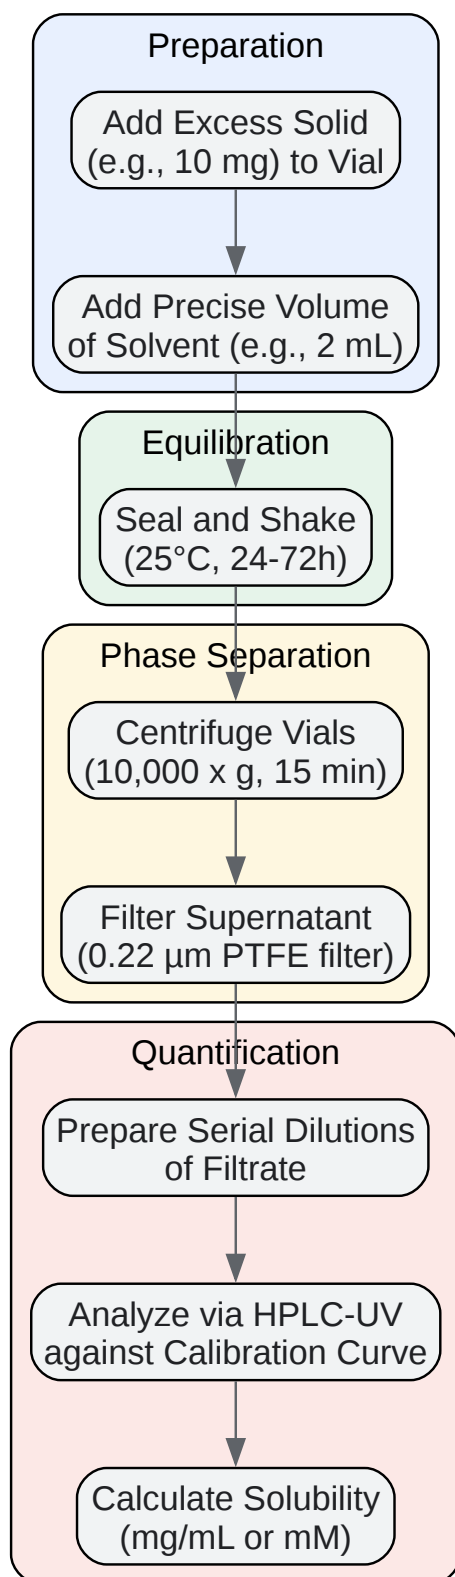 Preparation
Add Excess Solid
(e.g., 10 mg) to Vial
Add Precise Volume
of Solvent (e.g., 2 mL)
Equilibration
Seal and Shake
(25°C, 24-72h)
Phase Separation
Centrifuge Vials
(10,000 x g, 15 min)
Filter Supernatant
(0.22 µm PTFE filter)
Quantification
Prepare Serial Dilutions
of Filtrate
Analyze via HPLC-UV
against Calibration Curve
Calculate Solubility
(mg/mL or mM)